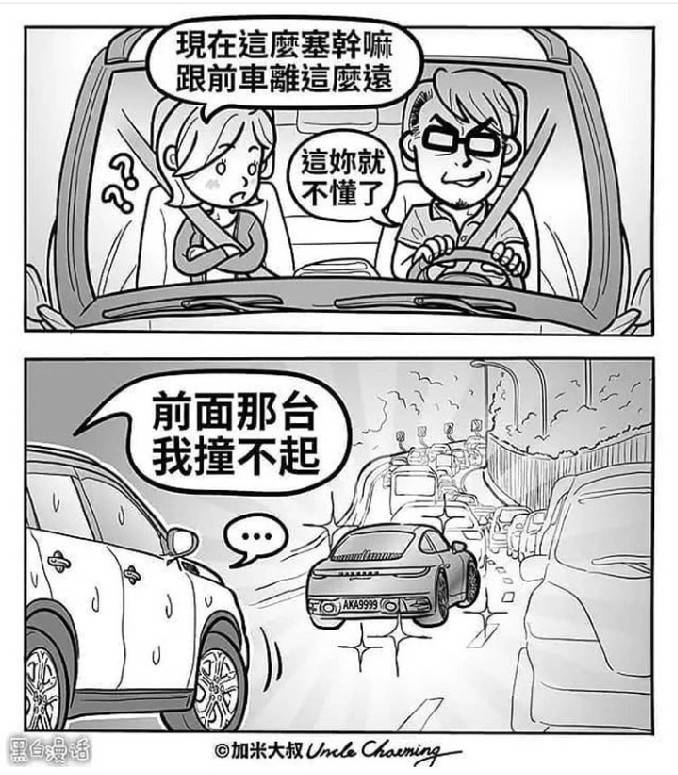 現在這麼塞幹嘛
跟前車離這麼遠
？
？
這妳就
不懂了
前面那台
我撞不起
...
AKA9999
黑白漫话
©加米大叔 Uncle Charming